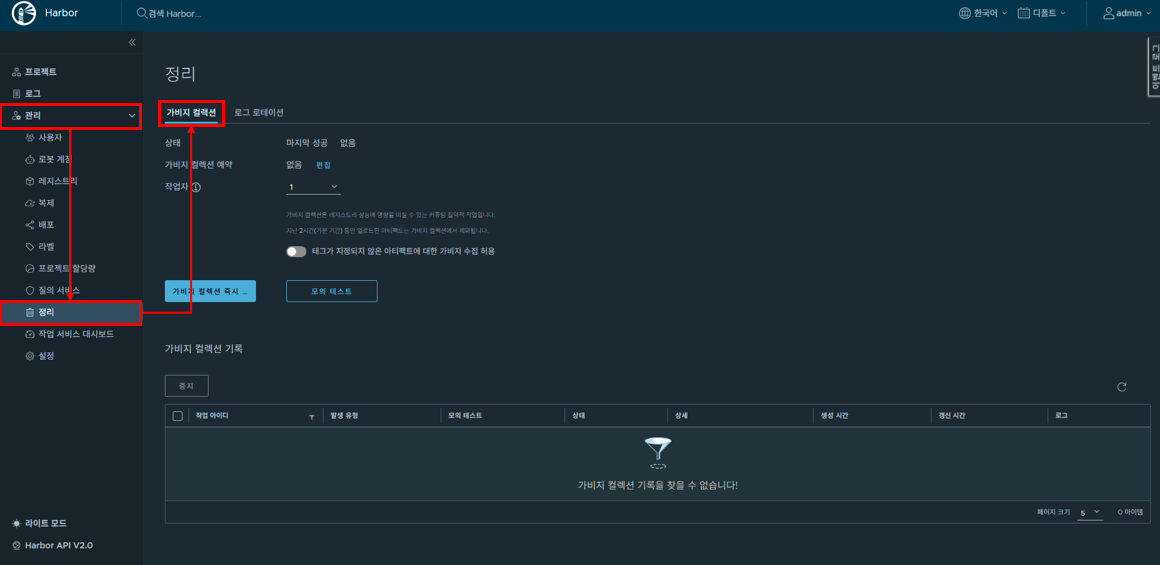 Harbor
검색 Harbor...
한국어
디폴트
admin
이벤트 로그
프로젝트
로그
관리
사용자
로봇 계정
레지스트리
복제
배포
라벨
프로젝트 할당량
질의 서비스
정리
작업 서비스 대시보드
설정
라이트 모드
Harbor API V2.0
정리
가비지 컬렉션
로그 로테이션
상태 마지막 성공 없음
가비지 컬렉션 예약 없음 편집
작업자 1
가비지 컬렉션은 레지스트리 성능에 영향을 미칠 수 있는 컴퓨팅 집약적 작업입니다.
지난 2시간(기본 기간) 동안 업로드된 아티팩트는 가비지 컬렉션에서 제외됩니다.
태그가 지정되지 않은 아티팩트에 대한 가비지 수집 허용
가비지 컬렉션 즉시 ...
모의 테스트
가비지 컬렉션 기록
중지
작업 아이디 발생 유형 모의 테스트 상태 상세 생성 시간 갱신 시간 로그
가비지 컬렉션 기록을 찾을 수 없습니다!
페이지 크기 5 0 아이템